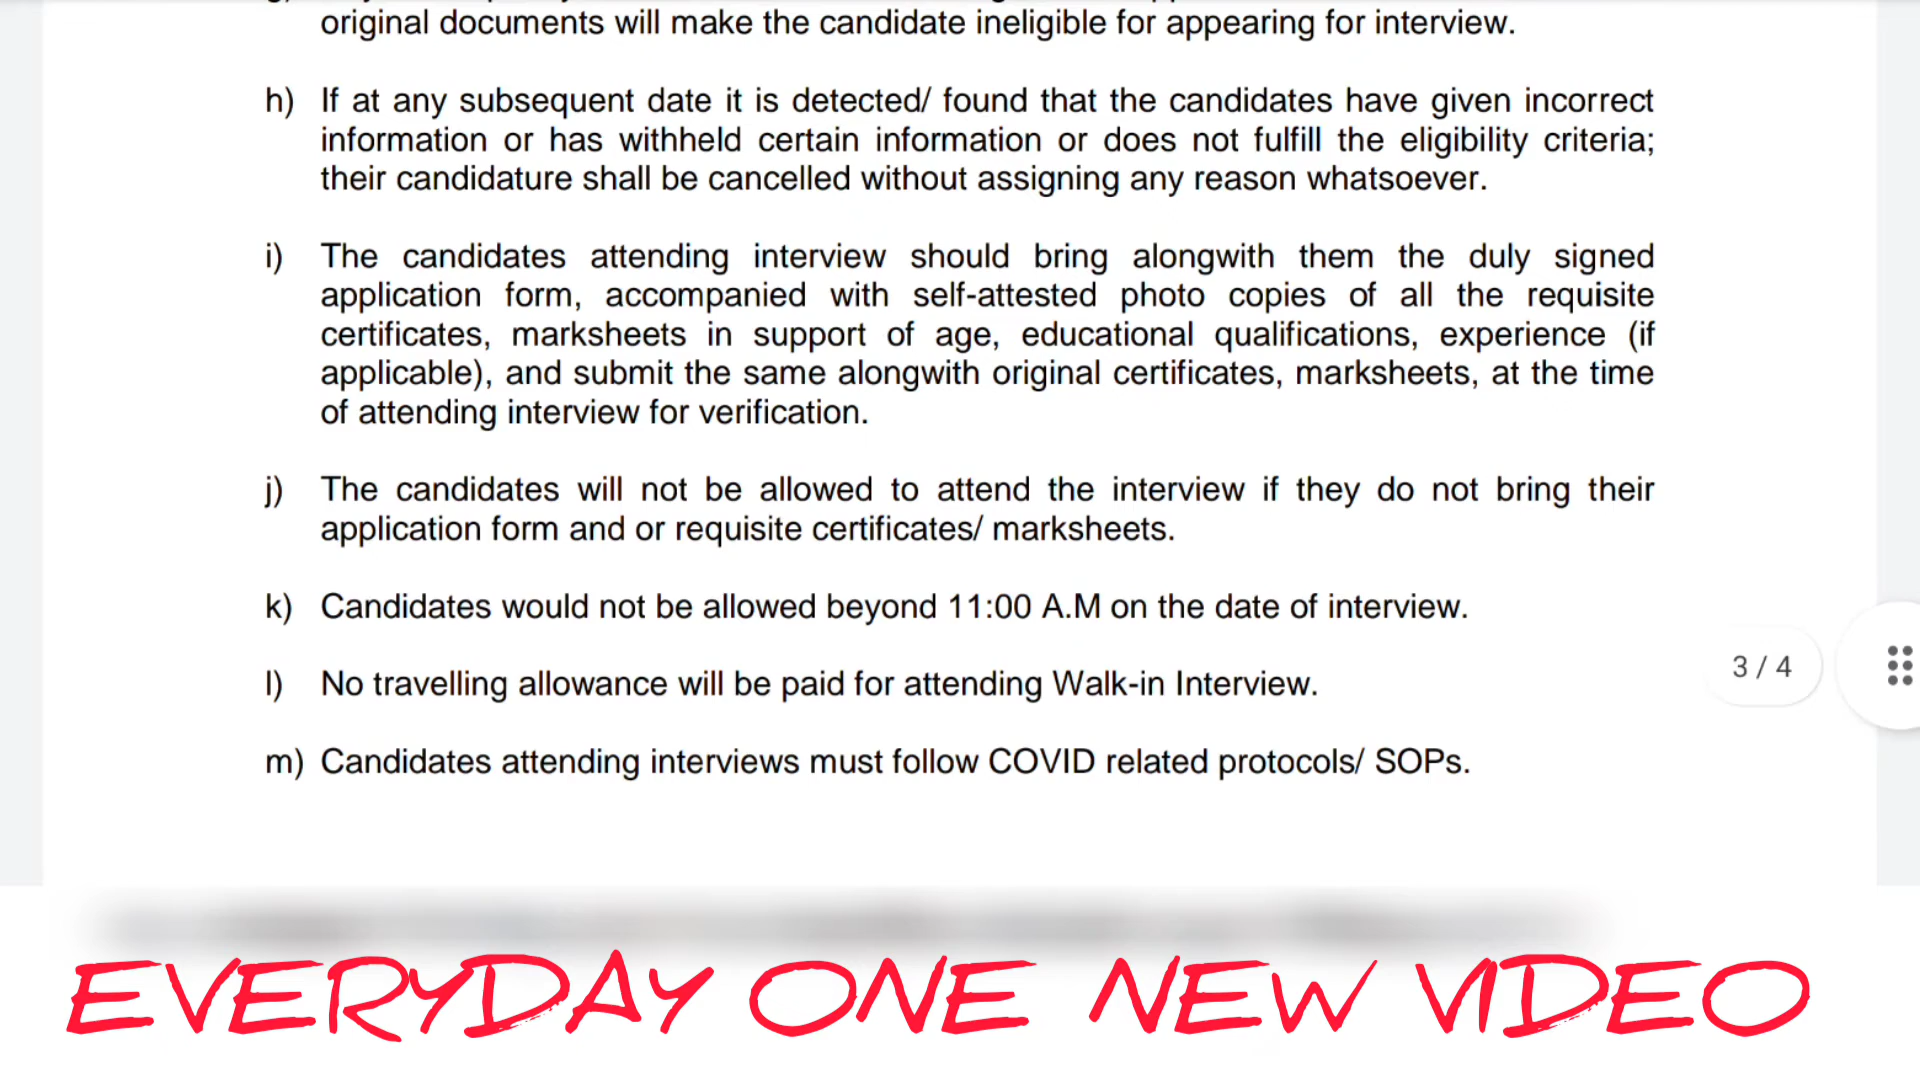 original documents will make the candidate ineligible for appearing for interview.
h) If at any subsequent date it is detected/ found that the candidates have given incorrect
information or has withheld certain information or does not fulfill the eligibility criteria;
their candidature shall be cancelled without assigning any reason whatsoever.
i) The candidates attending interview should bring alongwith them the duly signed
application form, accompanied with self-attested photo copies of all the requisite
certificates, marksheets in support of age, educational qualifications, experience (if
applicable), and submit the same alongwith original certificates, marksheets, at the time
of attending interview for verification.
j) The candidates will not be allowed to attend the interview if they do not bring their
application form and or requisite certificates/ marksheets.
k) Candidates would not be allowed beyond 11:00 A.M on the date of interview.
3 / 4
l) No travelling allowance will be paid for attending Walk-in Interview.
m) Candidates attending interviews must follow COVID related protocols/ SOPs.
EVERYDAY ONE NEW VIDEO